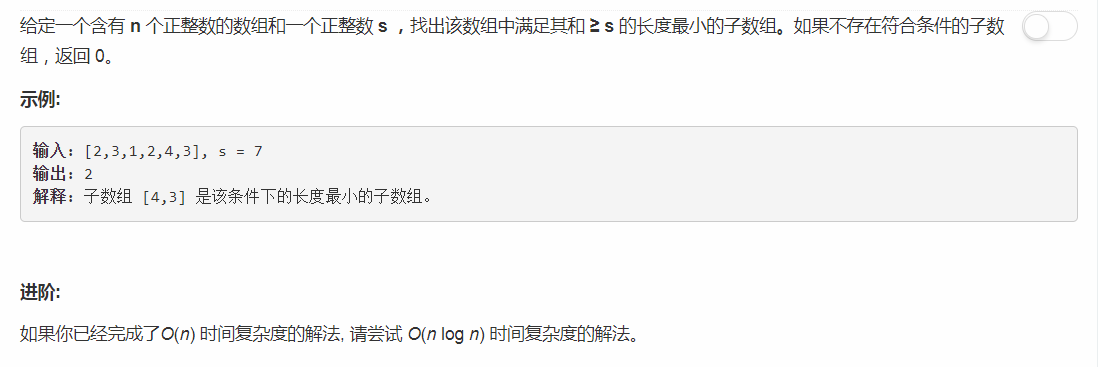 给定一个含有 n 个正整数的数组和一个正整数 s ，找出该数组中满足其和 ≥ s 的长度最小的子数组。如果不存在符合条件的子数
组，返回 0。
示例:
输入: [2,3,1,2,4,3], s = 7
输出: 2
解释: 子数组 [4,3] 是该条件下的长度最小的子数组。
进阶:
如果你已经完成了O(n) 时间复杂度的解法, 请尝试 O(n log n) 时间复杂度的解法。